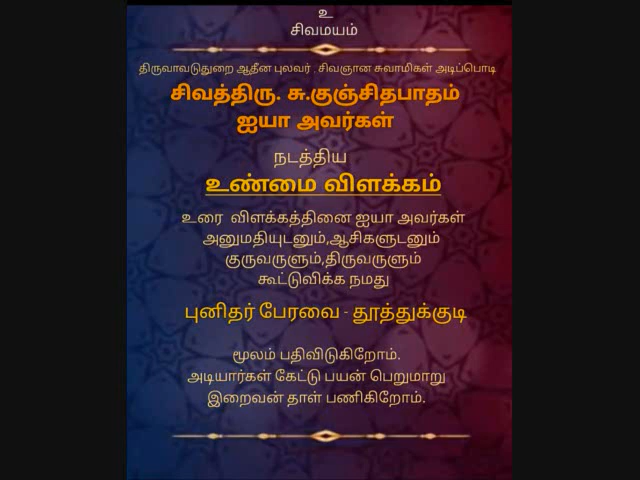 உ
சிவமயம்
திருவாவடுதுறை ஆதீன புலவர் . சிவஞான சுவாமிகள் அடிப்பொடி
சிவத்திரு. சு.குஞ்சிதபாதம்
ஐயா அவர்கள்
நடத்திய
உண்மை விளக்கம்
உரை விளக்கத்தினை ஐயா அவர்கள்
அனுமதியுடனும்,ஆசிகளுடனும்
குருவருளும்,திருவருளும்
கூட்டுவிக்க நமது
புனிதர் பேரவை - தூத்துக்குடி
மூலம் பதிவிடுகிறோம்.
அடியார்கள் கேட்டு பயன் பெறுமாறு
இறைவன் தாள் பணிகிறோம்.